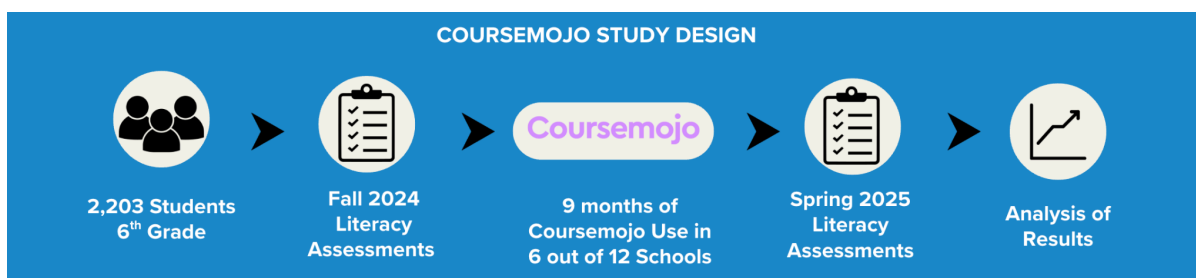 COURSEMOJO STUDY DESIGN
2,203 Students
6th Grade
Fall 2024
Literacy
Assessments
Coursemojo
9 months of
Coursemojo Use in
6 out of 12 Schools
Spring 2025
Literacy
Assessments
Analysis of
Results